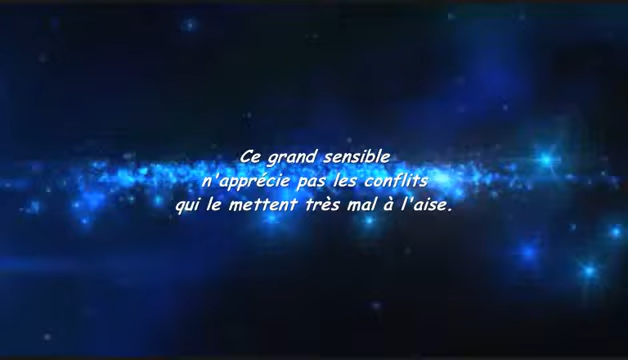 Ce grand sensible
n'apprécie pas les conflits
qui le mettent très mal à l'aise.